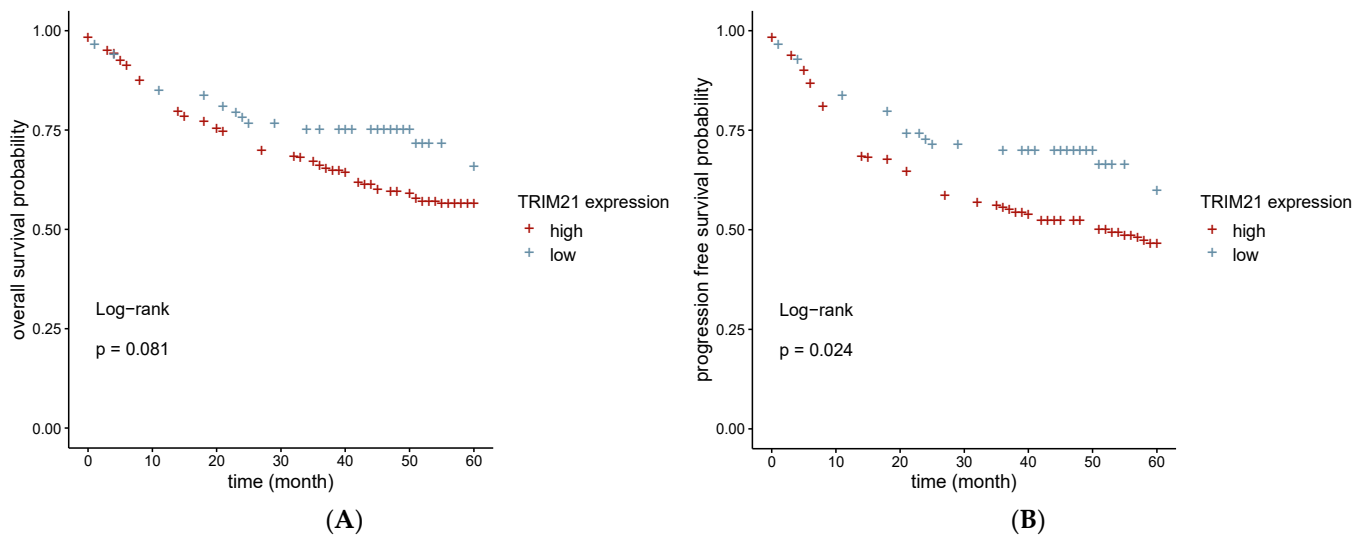 overall survival probability
1.00
0.75
0.50
0.25
0.00
Log−rank
p = 0.081
0 10 20 30 40 50 60
time (month)
TRIM21 expression
high
low
(A)
progression free survival probability
1.00
0.75
0.50
0.25
0.00
Log−rank
p = 0.024
0 10 20 30 40 50 60
time (month)
TRIM21 expression
high
low
(B)